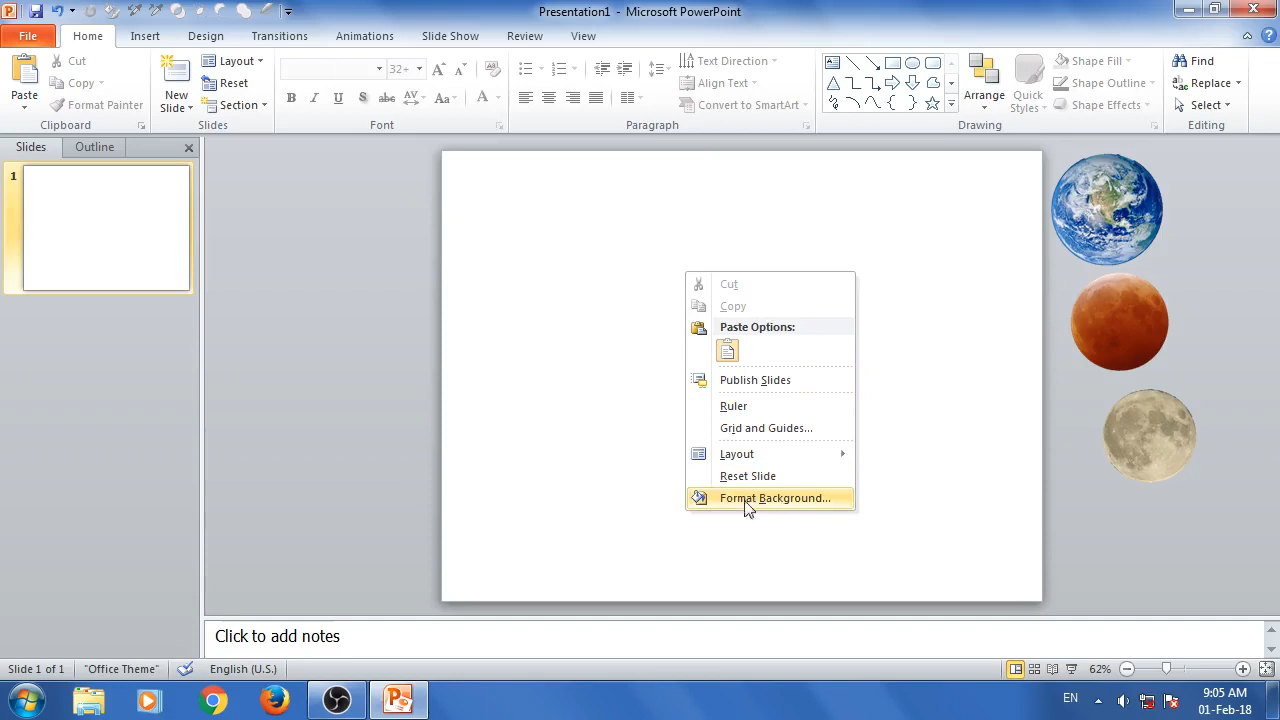 Presentation1 - Microsoft PowerPoint
File Home Insert Design Transitions Animations Slide Show Review View
Paste
Cut
Copy
Format Painter
Clipboard
New Slide
Layout
Reset
Section
Slides
32+
B I U S abc AV Aa A
Font
Text Direction
Align Text
Convert to SmartArt
Paragraph
Arrange
Quick Styles
Shape Fill
Shape Outline
Shape Effects
Drawing
Find
Replace
Select
Editing
Slides Outline
1
Cut
Copy
Paste Options:
Publish Slides
Ruler
Grid and Guides...
Layout
Reset Slide
Format Background...
Click to add notes
Slide 1 of 1 "Office Theme" English (U.S.) 62%
EN 9:05 AM
01-Feb-18